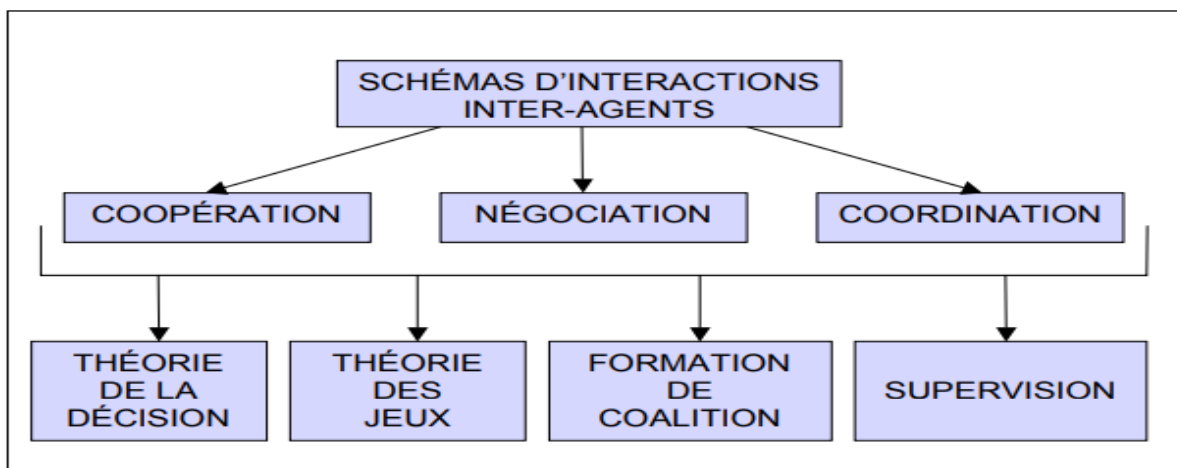 SCHÉMAS D'INTERACTIONS
INTER-AGENTS
COOPÉRATION
NÉGOCIATION
COORDINATION
THÉORIE
DE LA
DÉCISION
THÉORIE
DES
JEUX
FORMATION
DE
COALITION
SUPERVISION